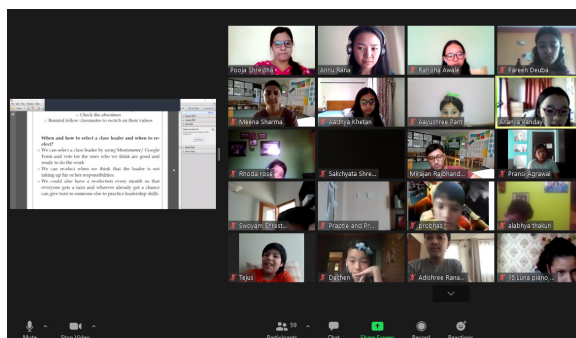 ○ Check the absentees
○ Remind fellow classmates to switch on their videos
When and how to select a class leader and when to re-
elect?
○ We can select a class leader by using Mentimeter/ Google
Form and vote for the ones who we think are good and
ready to do the work.
○ We can re-elect when we think that the leader is not
taking up his or her responsibilities.
○ We could also have a re-election every month so that
everyone gets a turn and whoever already got a chance
can give turn to someone else to practice leadership skills.
Pooja Shrestha
Annu Rana
Ranisha Awale
Pareen Deuba
Meena Sharma
Aaditya Khetan
Aayushree Pant
Ananya Panday
Rhoda rose
Sakchyata Shre...
Mirajan Rajbhand...
Pransi Agrawal
Swoyam Shrest...
Praptie and Pr...
probhas
alabhya thakuri
Tejus
Dechen
Adishree Rana...
15 Luna piano ...
Mute
Stop Video
Participants
59
Chat
Share Screen
Record
Reactions